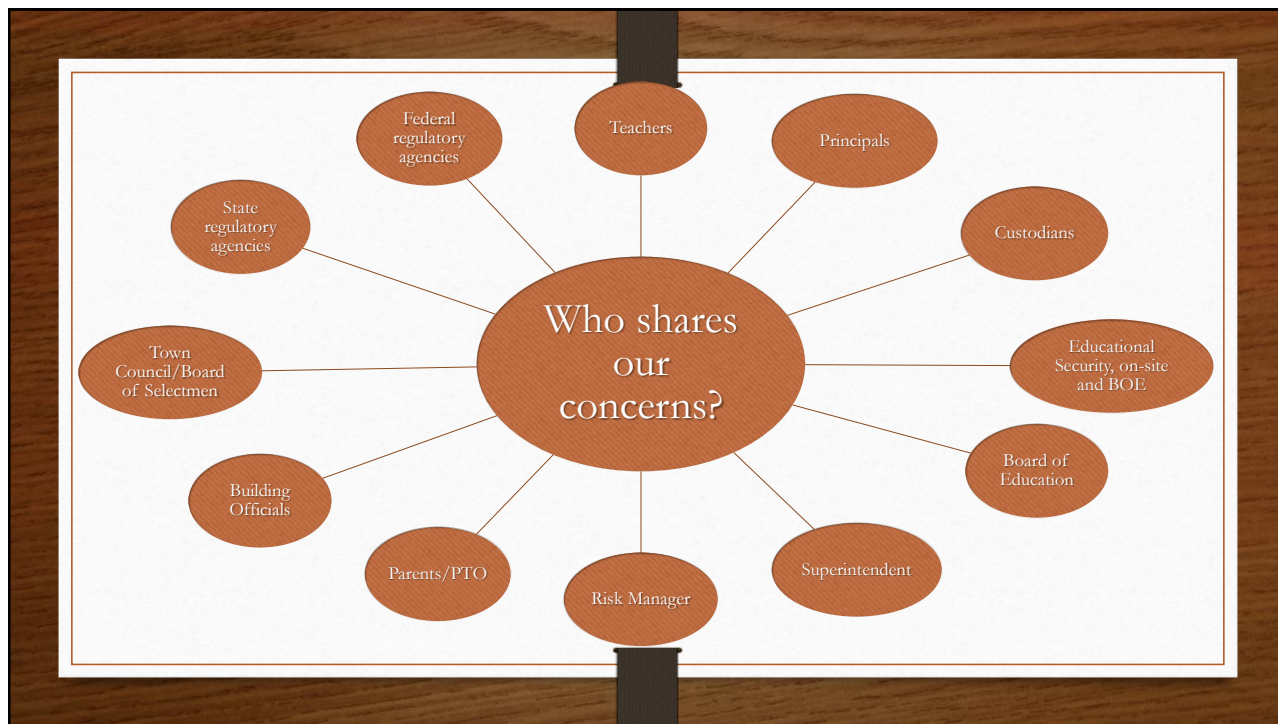 Who shares
our
concerns?
Teachers
Principals
Custodians
Educational
Security, on-site
and BOE
Board of
Education
Superintendent
Risk Manager
Parents/PTO
Building
Officials
Town
Council/Board
of Selectmen
State
regulatory
agencies
Federal
regulatory
agencies